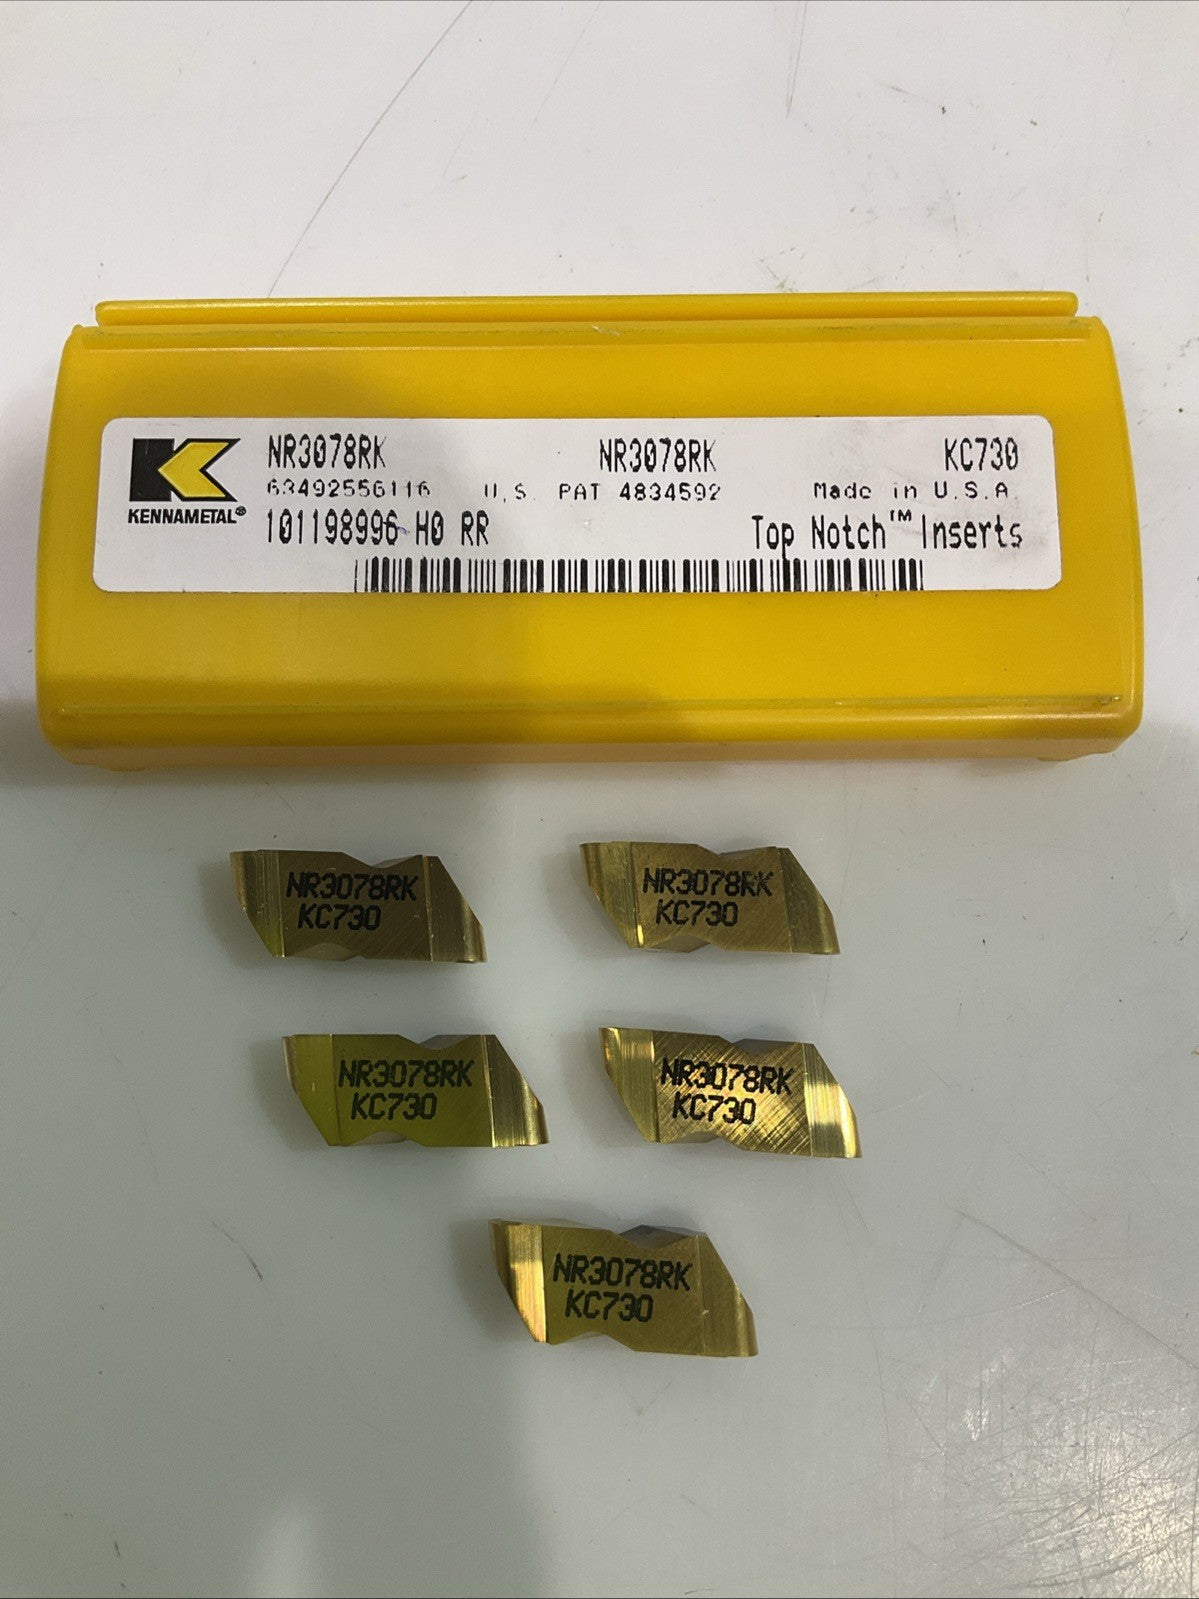 NR3078RK NR3078RK KC730
63492556116 U.S. PAT 4834592 Made in U.S.A.
KENNAMETAL®
101198996 H0 RR Top Notch™ Inserts
NR3078RK
KC730
NR3078RK
KC730
NR3078RK
KC730
NR3078RK
KC730
NR3078RK
KC730